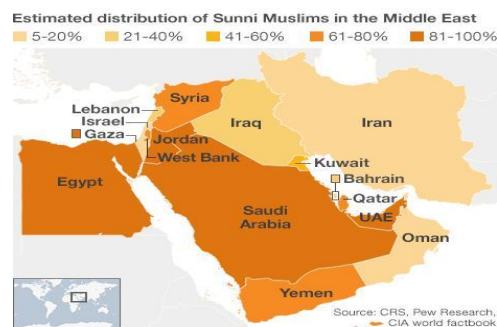 Estimated distribution of Sunni Muslims in the Middle East
5-20% 21-40% 41-60% 61-80% 81-100%
Lebanon
Syria
Israel
Gaza
Iraq
Iran
Jordan
West Bank
Kuwait
Egypt
Bahrain
Qatar
Saudi
Arabia
UAE
Oman
Yemen
Source: CRS, Pew Research,
CIA world factbook